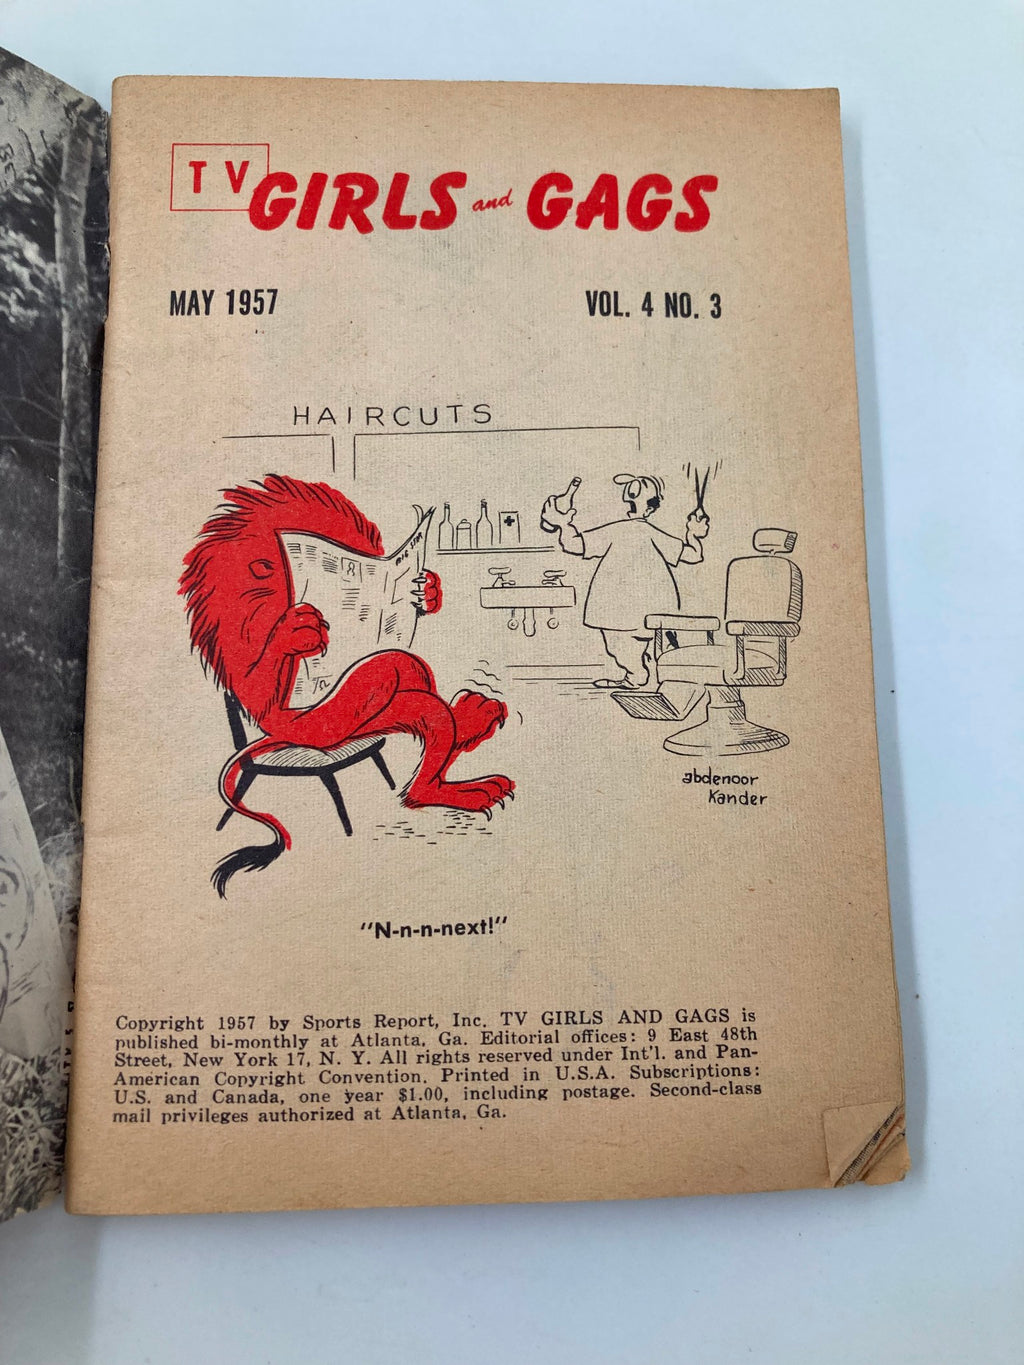 TV GIRLS and GAGS
MAY 1957
VOL. 4 NO. 3
HAIRCUTS
abdenoor
Kander
"N-n-n-next!"
Copyright 1957 by Sports Report, Inc. TV GIRLS AND GAGS is
published bi-monthly at Atlanta, Ga. Editorial offices: 9 East 48th
Street, New York 17, N. Y. All rights reserved under Int'l. and Pan-
American Copyright Convention. Printed in U.S.A. Subscriptions:
U.S. and Canada, one year $1.00, including postage. Second-class
mail privileges authorized at Atlanta, Ga.